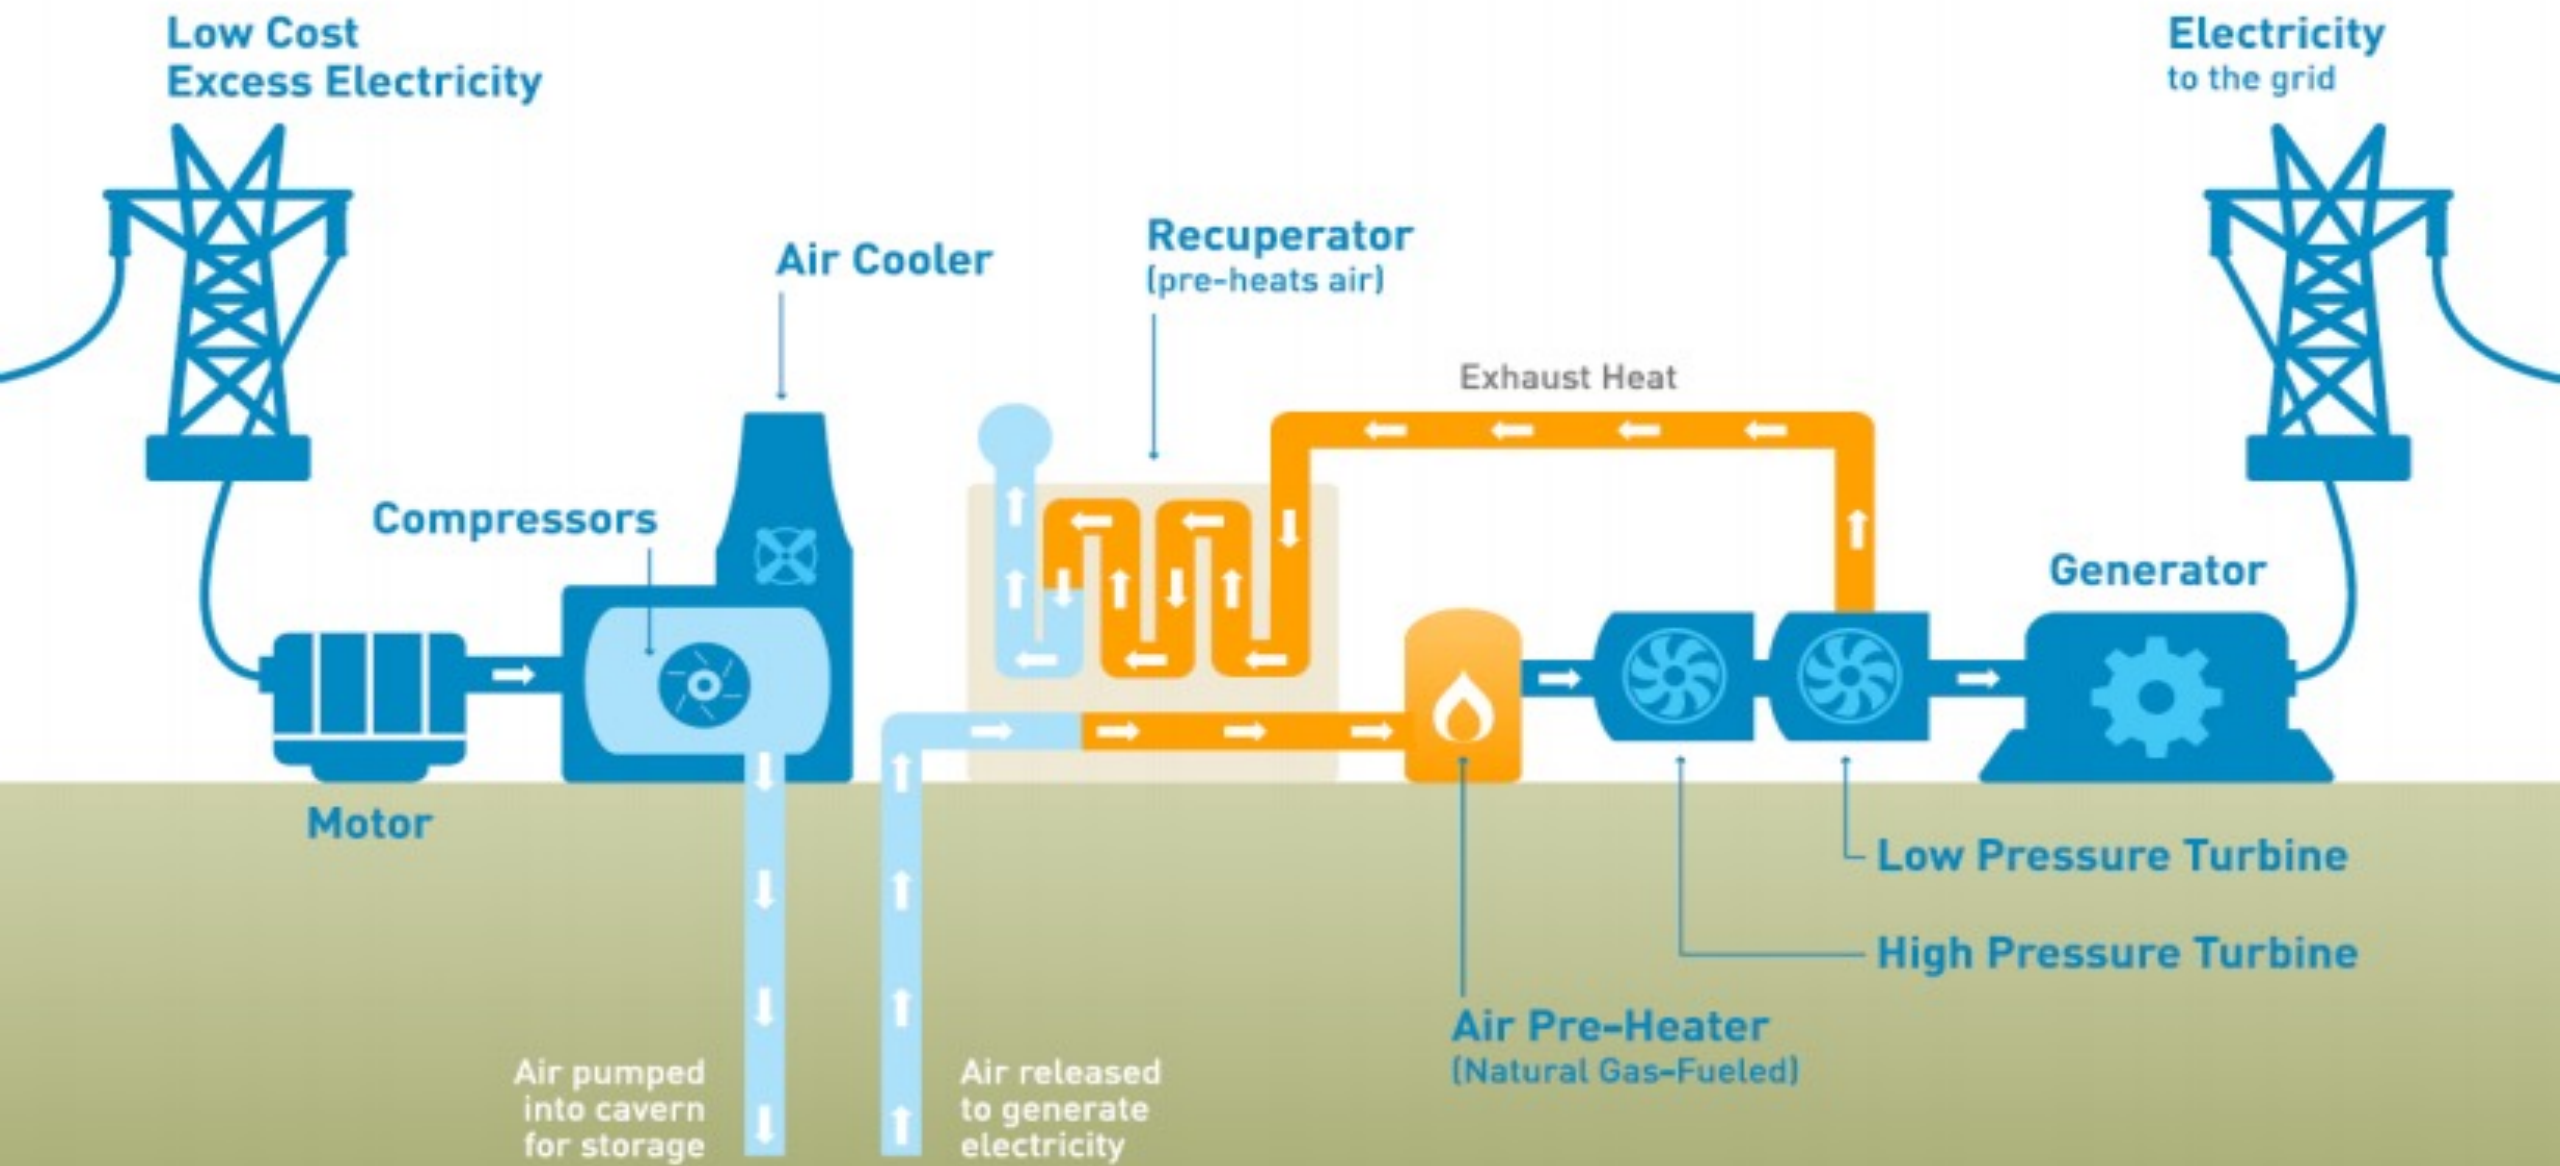 Low Cost
Excess Electricity
Electricity
to the grid
Air Cooler
Recuperator
(pre-heats air)
Exhaust Heat
Compressors
Generator
Motor
Low Pressure Turbine
High Pressure Turbine
Air Pre-Heater
(Natural Gas-Fueled)
Air pumped
into cavern
for storage
Air released
to generate
electricity